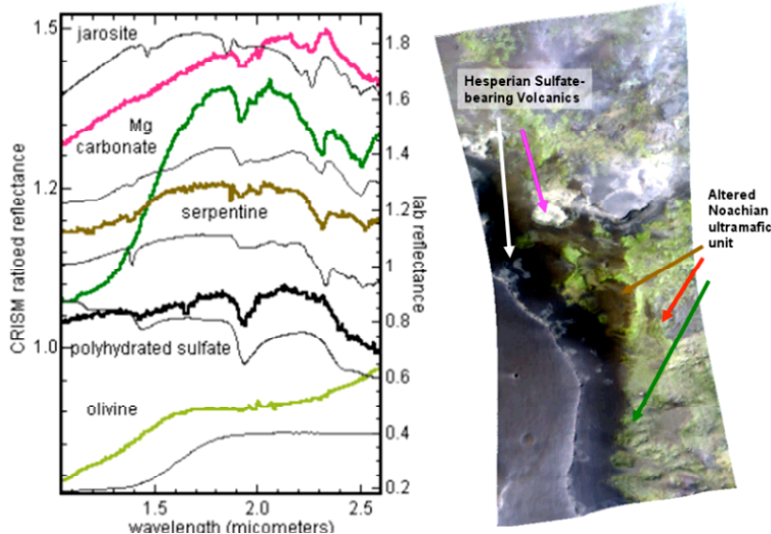 1.5
1.2
1.0
CRISM ratioed reflectance
jarosite
Mg
carbonate
serpentine
polyhydrated sulfate
olivine
1.8
1.6
1.4
1.2
1
0.8
0.6
0.4
0.2
lab reflectance
1.5
2.0
2.5
wavelength (micometers)
Hesperian Sulfate-
bearing Volcanics
Altered
Noachian
ultramafic
unit